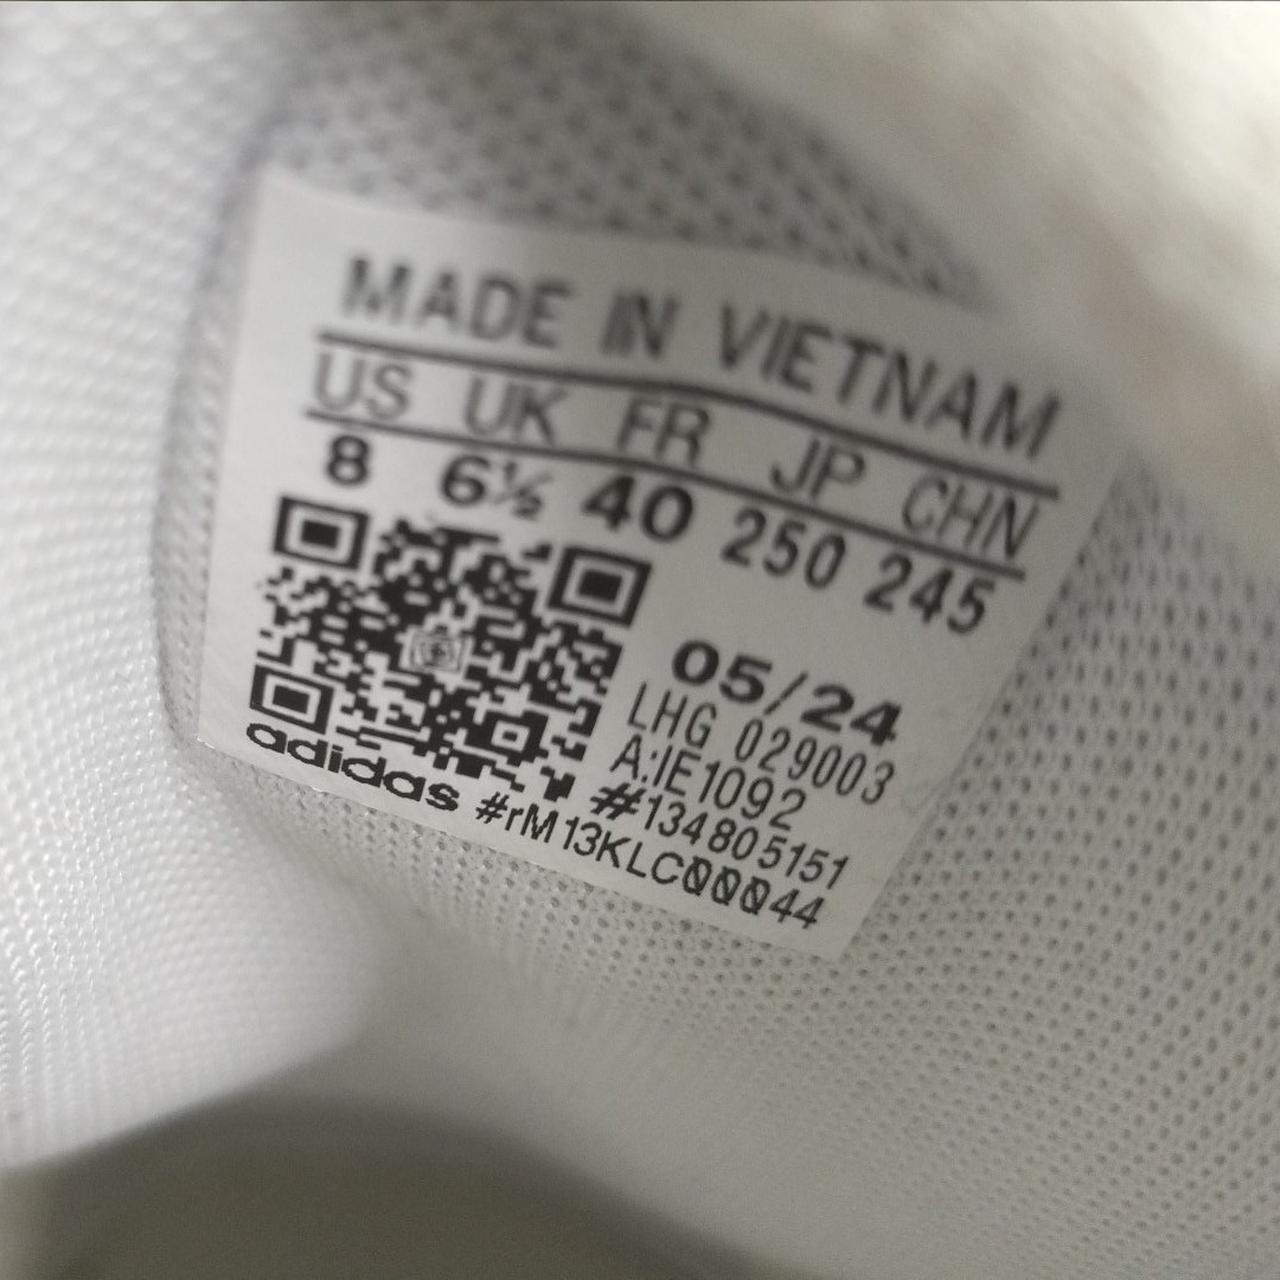 MADE IN VIETNAM
US UK FR JP CHN
8 6½ 40 250 245
05/24
LHG 029003
A:IE1092
#134805151
adidas #rM13KLC00044